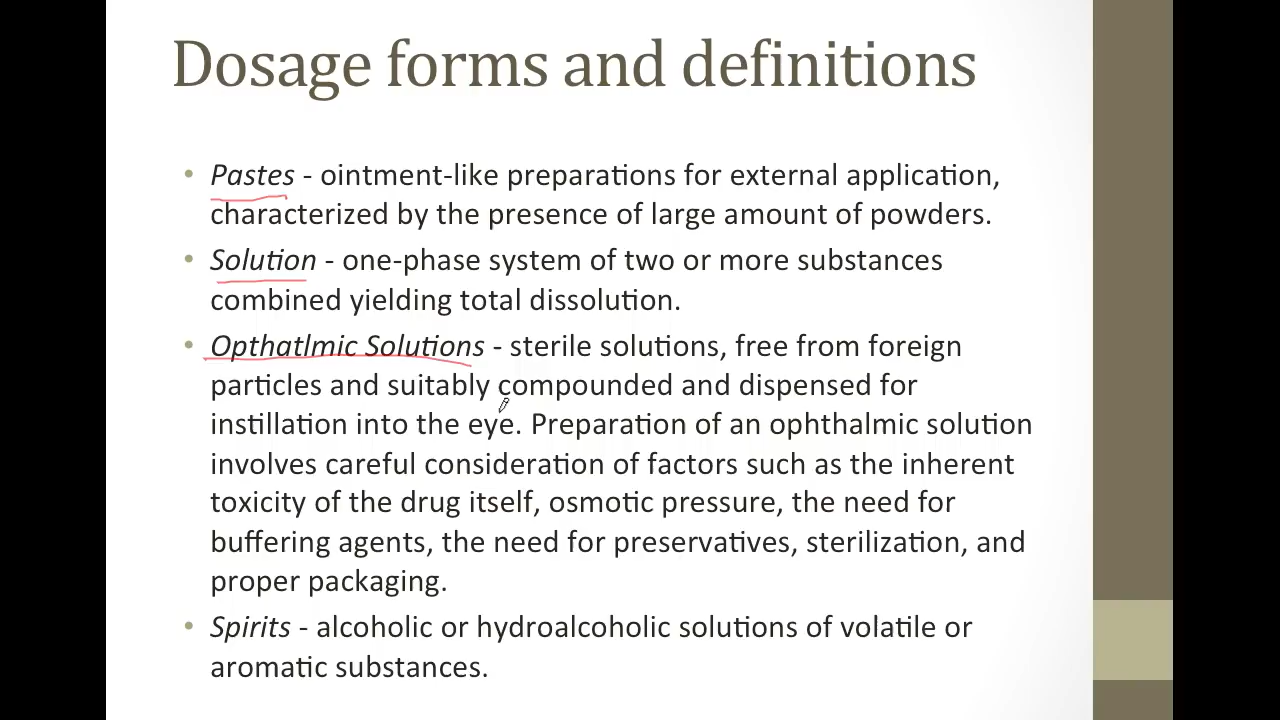 Dosage forms and definitions
• Pastes - ointment-like preparations for external application,
characterized by the presence of large amount of powders.
• Solution - one-phase system of two or more substances
combined yielding total dissolution.
• Opthatlmic Solutions - sterile solutions, free from foreign
particles and suitably compounded and dispensed for
instillation into the eye. Preparation of an ophthalmic solution
involves careful consideration of factors such as the inherent
toxicity of the drug itself, osmotic pressure, the need for
buffering agents, the need for preservatives, sterilization, and
proper packaging.
• Spirits - alcoholic or hydroalcoholic solutions of volatile or
aromatic substances.